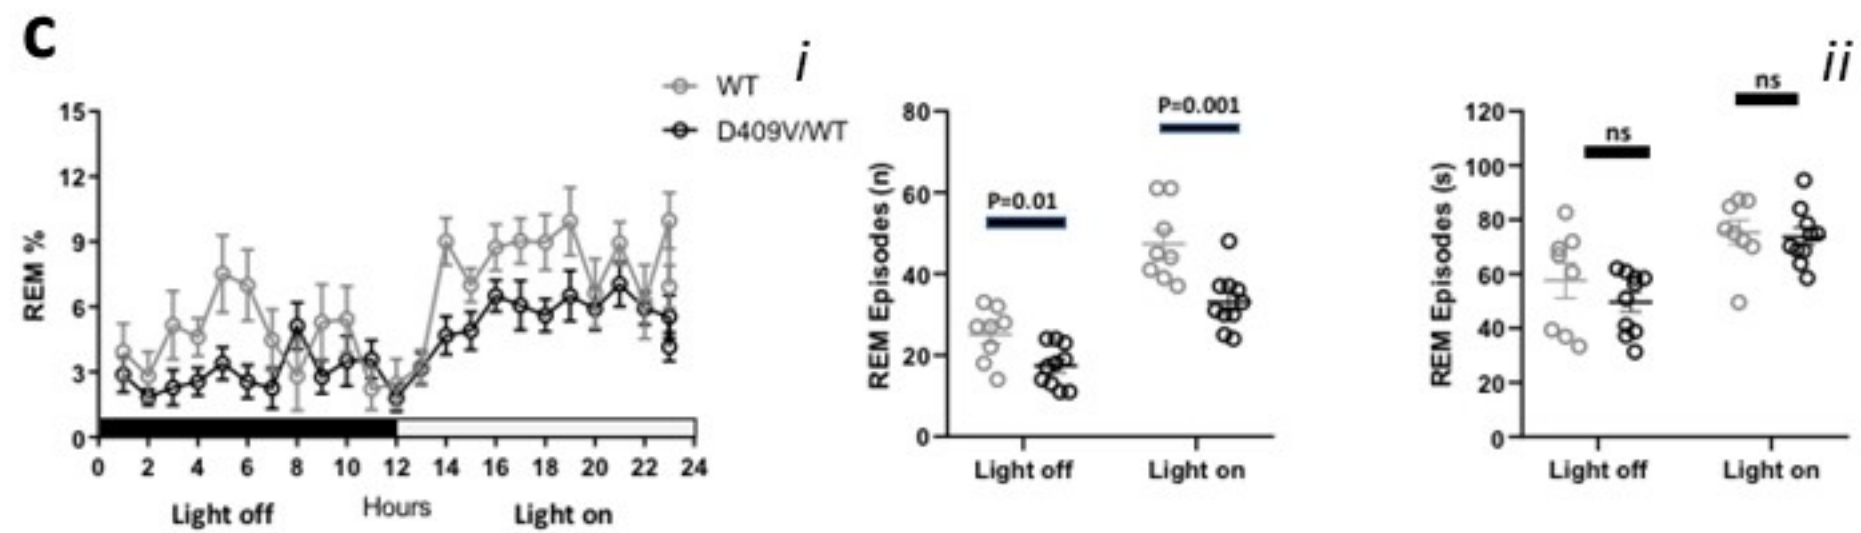 c
i
ii
WT
D409V/WT
15
12
9
6
3
0
REM %
0 2 4 6 8 10 12 14 16 18 20 22 24
Light off Hours Light on
80
60
40
20
0
REM Episodes (n)
P=0.01
P=0.001
Light off Light on
120
100
80
60
40
20
0
REM Episodes (s)
ns
ns
Light off Light on